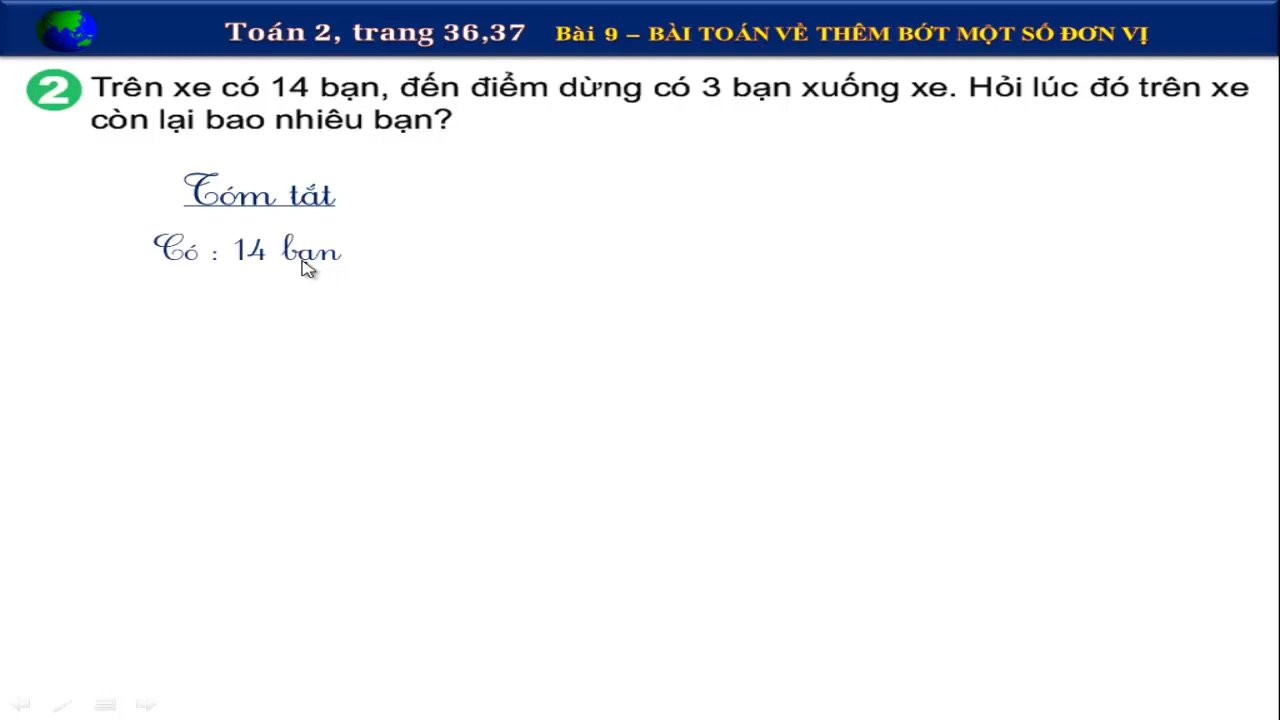 Toán 2, trang 36,37 Bài 9 – BÀI TOÁN VỀ THÊM BỚT MỘT SỐ ĐƠN VỊ
2 Trên xe có 14 bạn, đến điểm dừng có 3 bạn xuống xe. Hỏi lúc đó trên xe
còn lại bao nhiêu bạn?
Tóm tắt
Có : 14 bạn